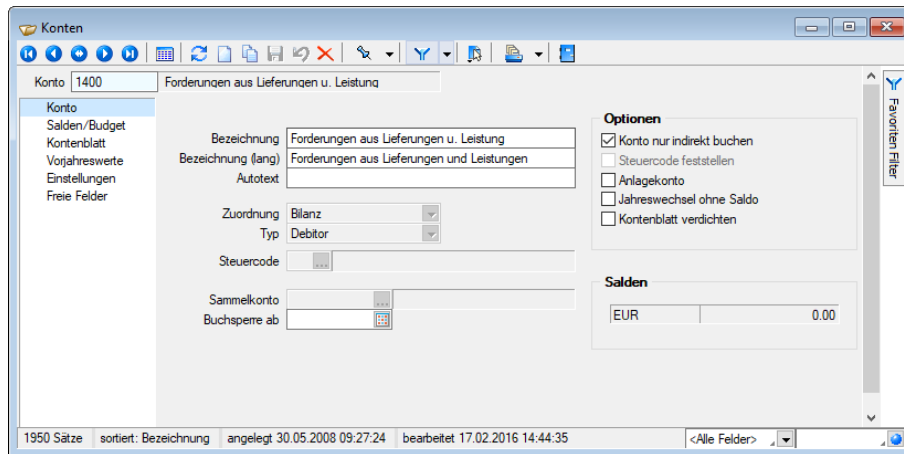 Konten
Konto 1400 Forderungen aus Lieferungen u. Leistung
Konto
Salden/Budget
Kontenblatt
Vorjahreswerte
Einstellungen
Freie Felder
Bezeichnung Forderungen aus Lieferungen u. Leistung
Bezeichnung (lang) Forderungen aus Lieferungen und Leistungen
Autotext
Zuordnung Bilanz
Typ Debitor
Steuercode ...
Sammelkonto ...
Buchsperre ab
Optionen
Konto nur indirekt buchen
Steuercode feststellen
Anlagekonto
Jahreswechsel ohne Saldo
Kontenblatt verdichten
Salden
EUR 0.00
Favoriten Filter
1950 Sätze sortiert: Bezeichnung angelegt 30.05.2008 09:27:24 bearbeitet 17.02.2016 14:44:35 <Alle Felder>